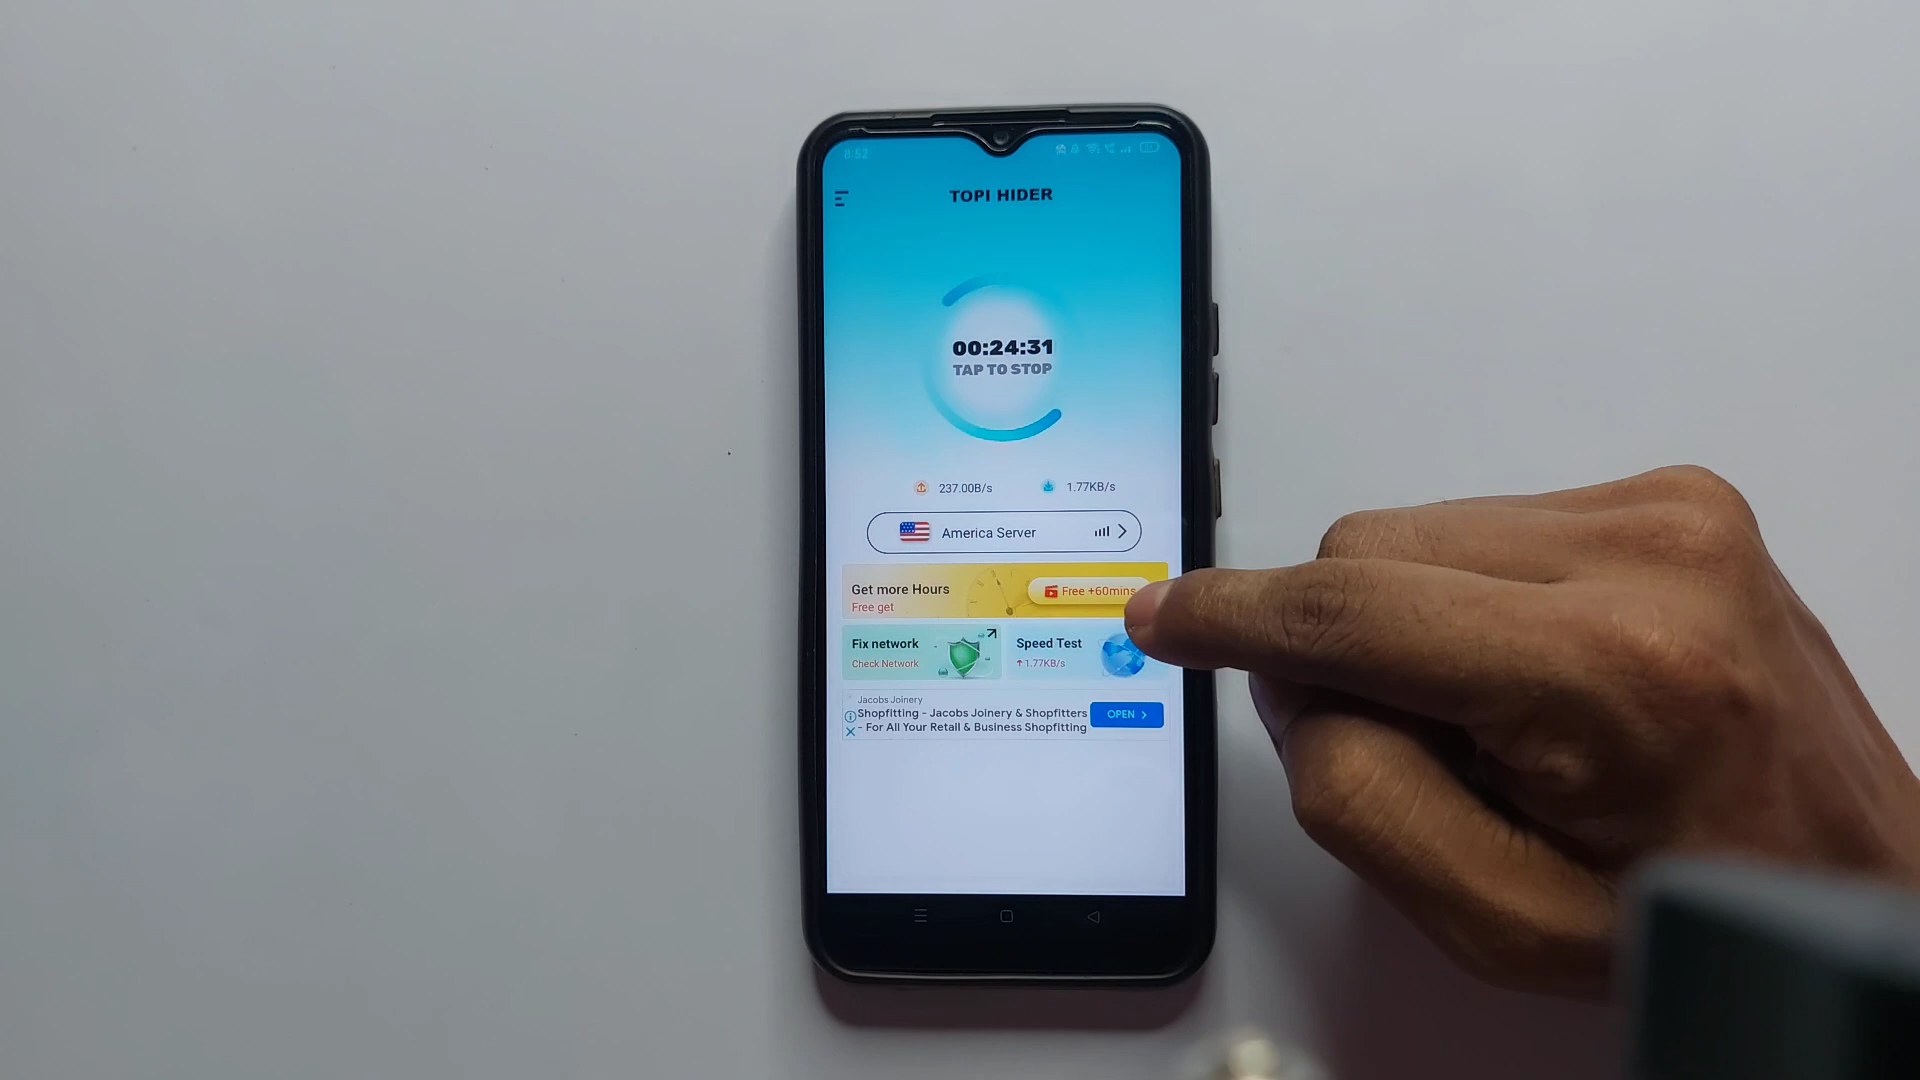 8:52
TOPI HIDER
00:24:31
TAP TO STOP
237.00B/s 1.77KB/s
America Server
Get more Hours
Free get
Free +60mins
Fix network
Check Network
Speed Test
1.77KB/s
Jacobs Joinery
Shopfitting - Jacobs Joinery & Shopfitters
- For All Your Retail & Business Shopfitting
OPEN